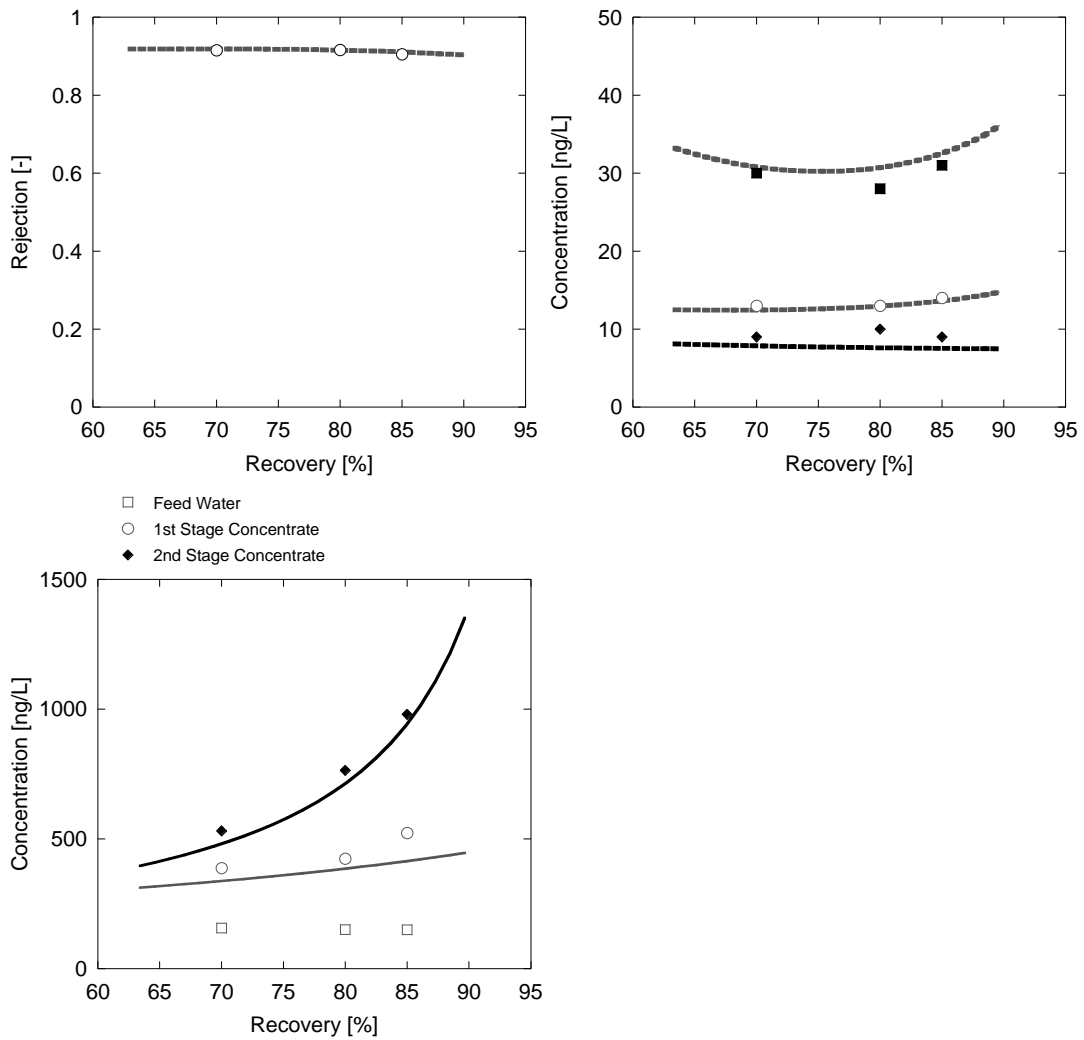 1
0.8
0.6
0.4
0.2
0
60 65 70 75 80 85 90 95
Rejection [-]
Recovery [%]
50
40
30
20
10
0
60 65 70 75 80 85 90 95
Concentration [ng/L]
Recovery [%]
Feed Water
1st Stage Concentrate
2nd Stage Concentrate
1500
1000
500
0
60 65 70 75 80 85 90 95
Concentration [ng/L]
Recovery [%]